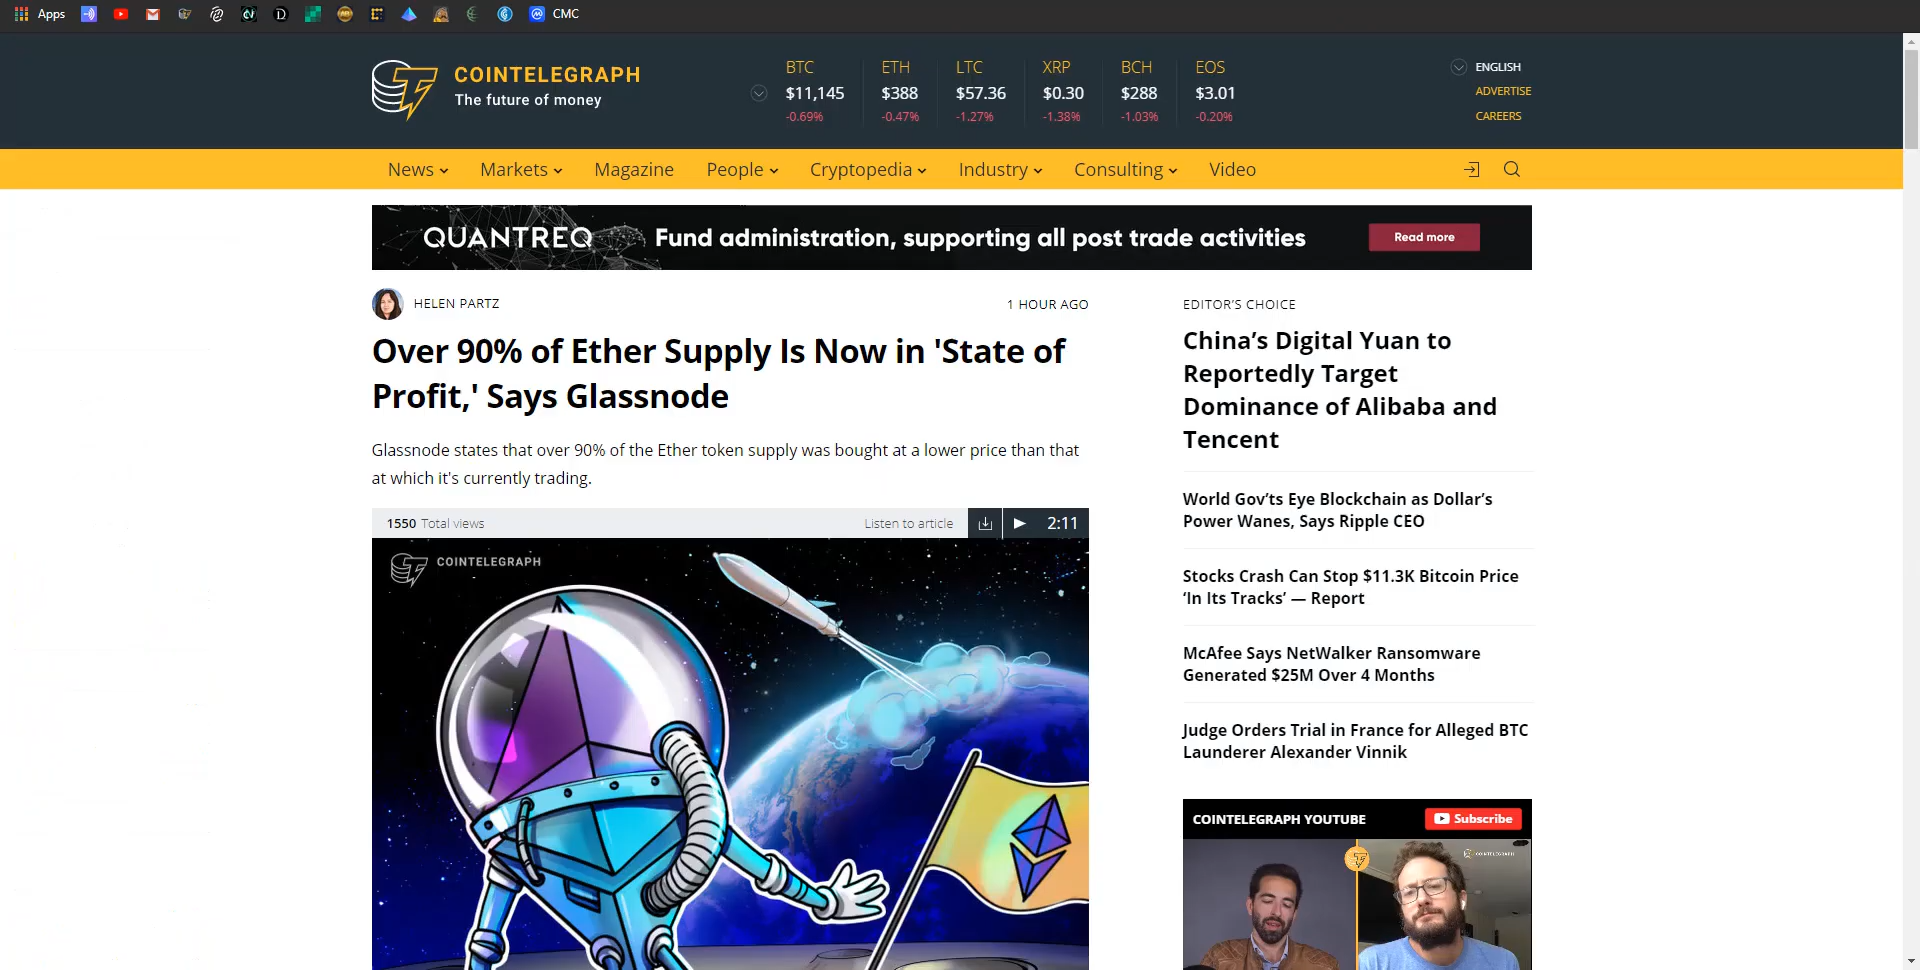 Apps
CMC
COINTELEGRAPH
The future of money
BTC
$11,145
-0.69%
ETH
$388
-0.47%
LTC
$57.36
-1.27%
XRP
$0.30
-1.38%
BCH
$288
-1.03%
EOS
$3.01
-0.20%
ENGLISH
ADVERTISE
CAREERS
News
Markets
Magazine
People
Cryptopedia
Industry
Consulting
Video
QUANTREQ
Fund administration, supporting all post trade activities
Read more
HELEN PARTZ
1 HOUR AGO
Over 90% of Ether Supply Is Now in 'State of
Profit,' Says Glassnode
Glassnode states that over 90% of the Ether token supply was bought at a lower price than that
at which it's currently trading.
1550 Total views
Listen to article
2:11
COINTELEGRAPH
EDITOR'S CHOICE
China’s Digital Yuan to
Reportedly Target
Dominance of Alibaba and
Tencent
World Gov’ts Eye Blockchain as Dollar’s
Power Wanes, Says Ripple CEO
Stocks Crash Can Stop $11.3K Bitcoin Price
‘In Its Tracks’ — Report
McAfee Says NetWalker Ransomware
Generated $25M Over 4 Months
Judge Orders Trial in France for Alleged BTC
Launderer Alexander Vinnik
COINTELEGRAPH YOUTUBE
Subscribe
COINTELEGRAPH